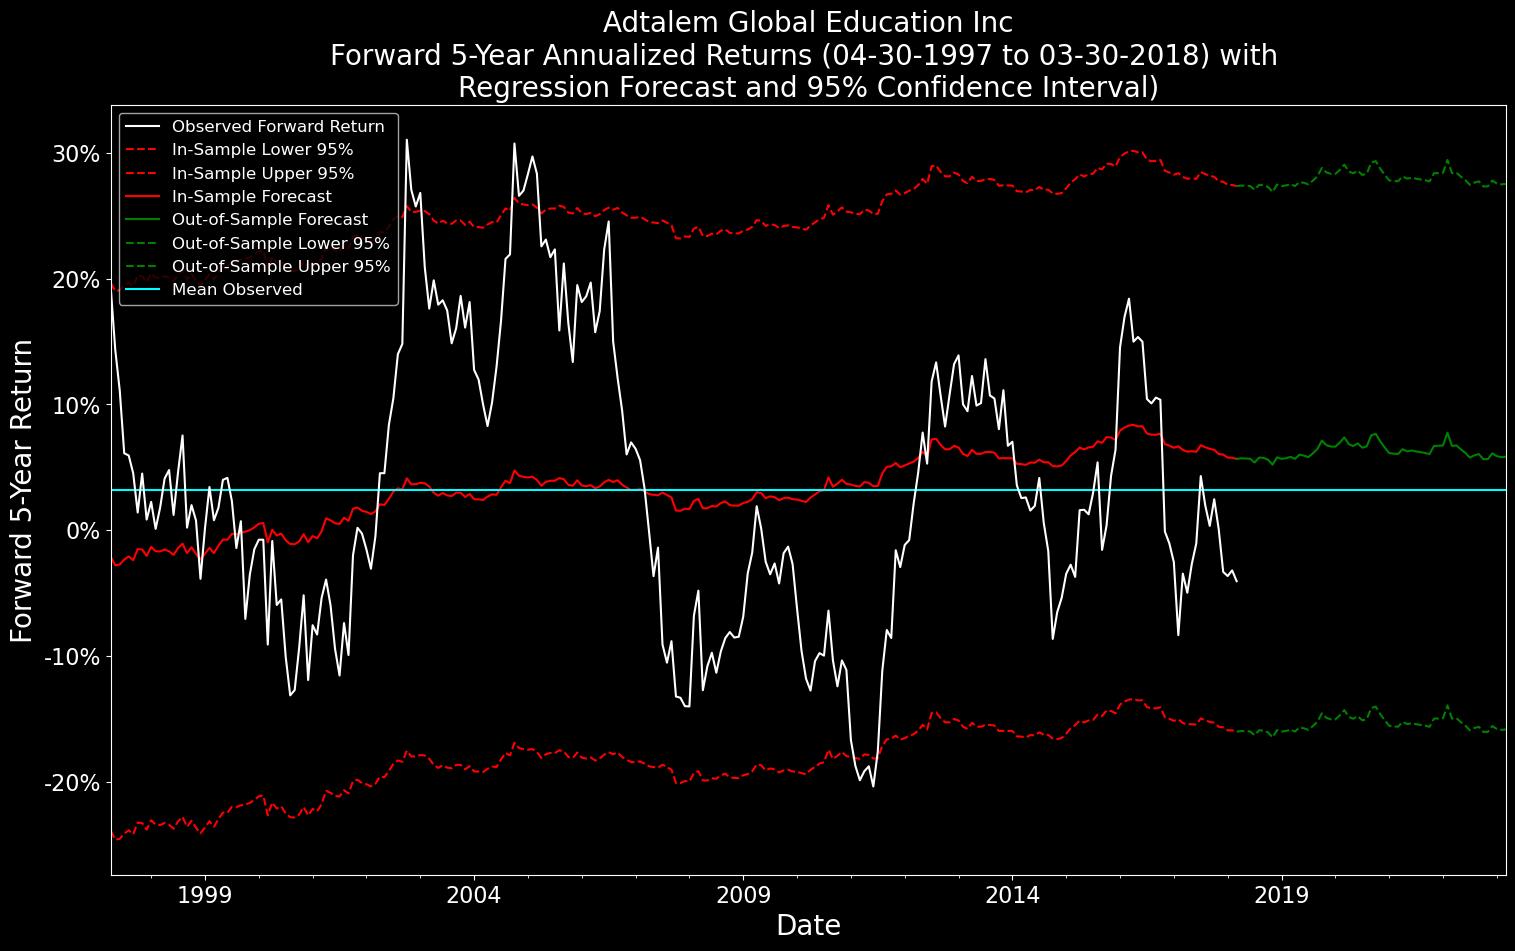 Adtalem Global Education Inc
Forward 5-Year Annualized Returns (04-30-1997 to 03-30-2018) with
Regression Forecast and 95% Confidence Interval)
Observed Forward Return
In-Sample Lower 95%
In-Sample Upper 95%
In-Sample Forecast
Out-of-Sample Forecast
Out-of-Sample Lower 95%
Out-of-Sample Upper 95%
Mean Observed
Forward 5-Year Return
30%
20%
10%
0%
-10%
-20%
1999
2004
2009
2014
2019
Date